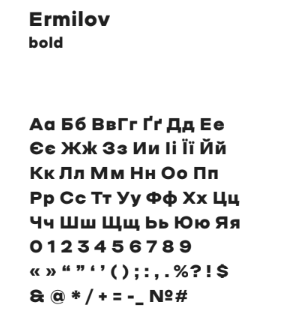 Ermilov
bold
Аа Бб ВвГг Ґґ Дд Ее
Єє Жж Зз Ии Іі Її Йй
Кк Лл Мм Нн Оо Пп
Рр Сс Тт Уу Фф Хх Цц
Чч Шш Щщ Ьь Юю Яя
0 1 2 3 4 5 6 7 8 9
« » “ ” ‘ ’ ( ) ; : , . % ? ! $
& @ * / + = - _ № #